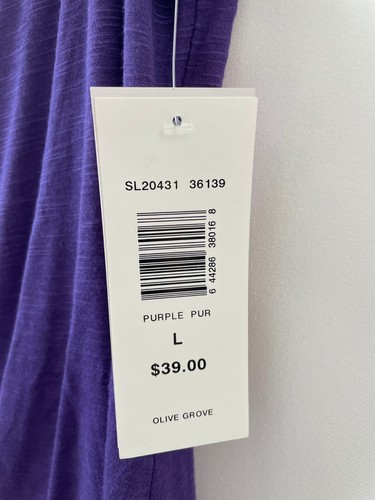 SL20431 36139
6 44286 38016 8
PURPLE PUR
L
$39.00
OLIVE GROVE